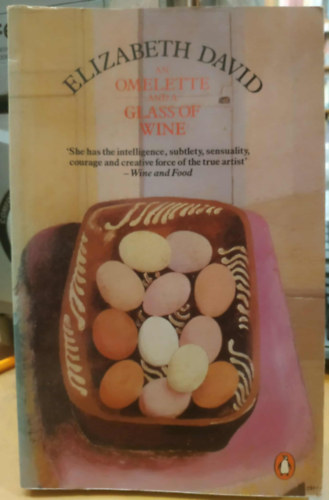 ELIZABETH DAVID
AN
OMELETTE
AND A
GLASS OF
WINE
'She has the intelligence, subtlety, sensuality,
courage and creative force of the true artist'
– Wine and Food